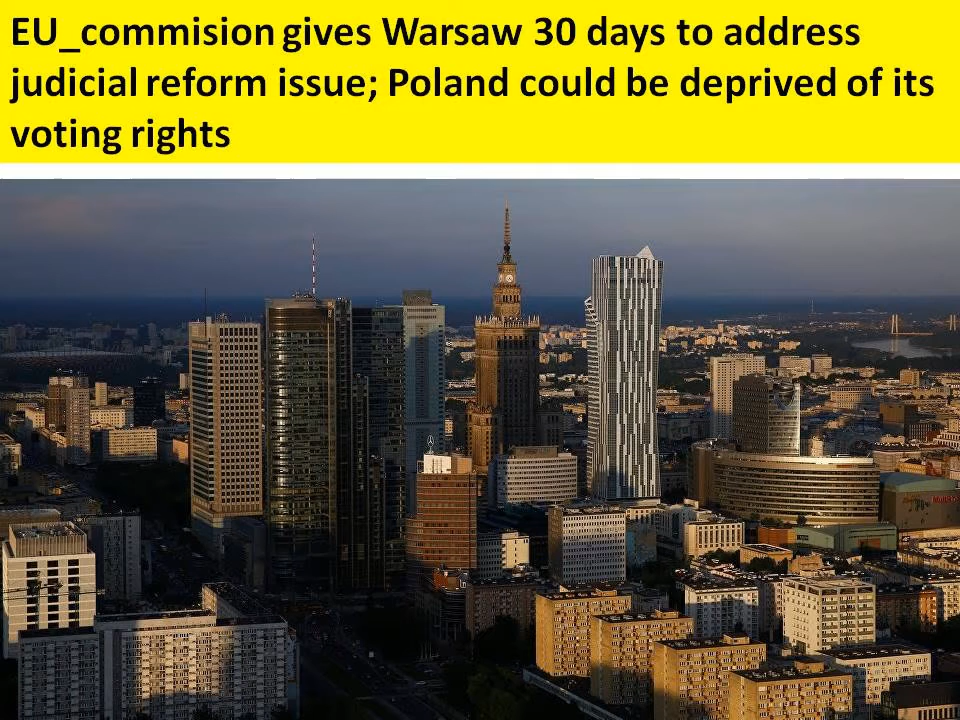 EU_commision gives Warsaw 30 days to address
judicial reform issue; Poland could be deprived of its
voting rights